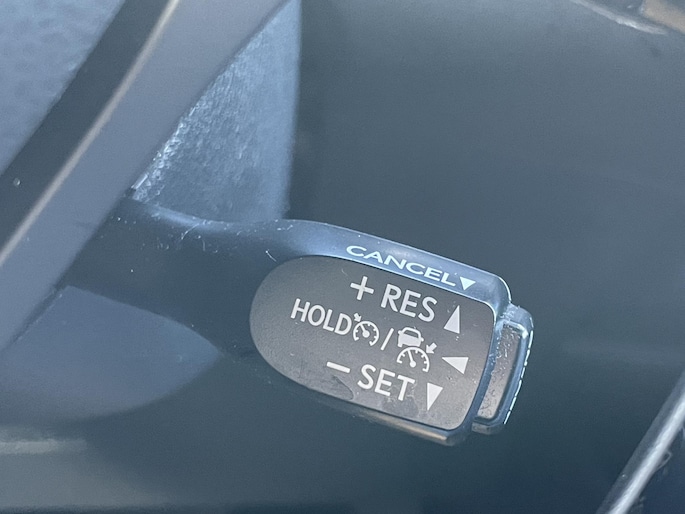 CANCEL▼
+ RES ▲
HOLD / ◀
- SET ▼